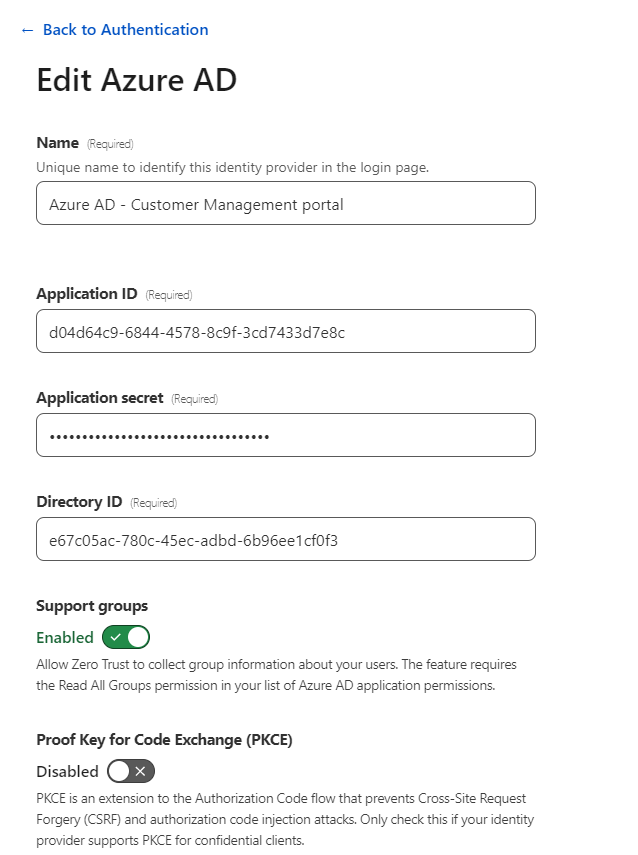 ← Back to Authentication
Edit Azure AD
Name (Required)
Unique name to identify this identity provider in the login page.
Azure AD - Customer Management portal
Application ID (Required)
d04d64c9-6844-4578-8c9f-3cd7433d7e8c
Application secret (Required)
••••••••••••••••••••••••••••••••••
Directory ID (Required)
e67c05ac-780c-45ec-adbd-6b96ee1cf0f3
Support groups
Enabled
Allow Zero Trust to collect group information about your users. The feature requires
the Read All Groups permission in your list of Azure AD application permissions.
Proof Key for Code Exchange (PKCE)
Disabled
PKCE is an extension to the Authorization Code flow that prevents Cross-Site Request
Forgery (CSRF) and authorization code injection attacks. Only check this if your identity
provider supports PKCE for confidential clients.